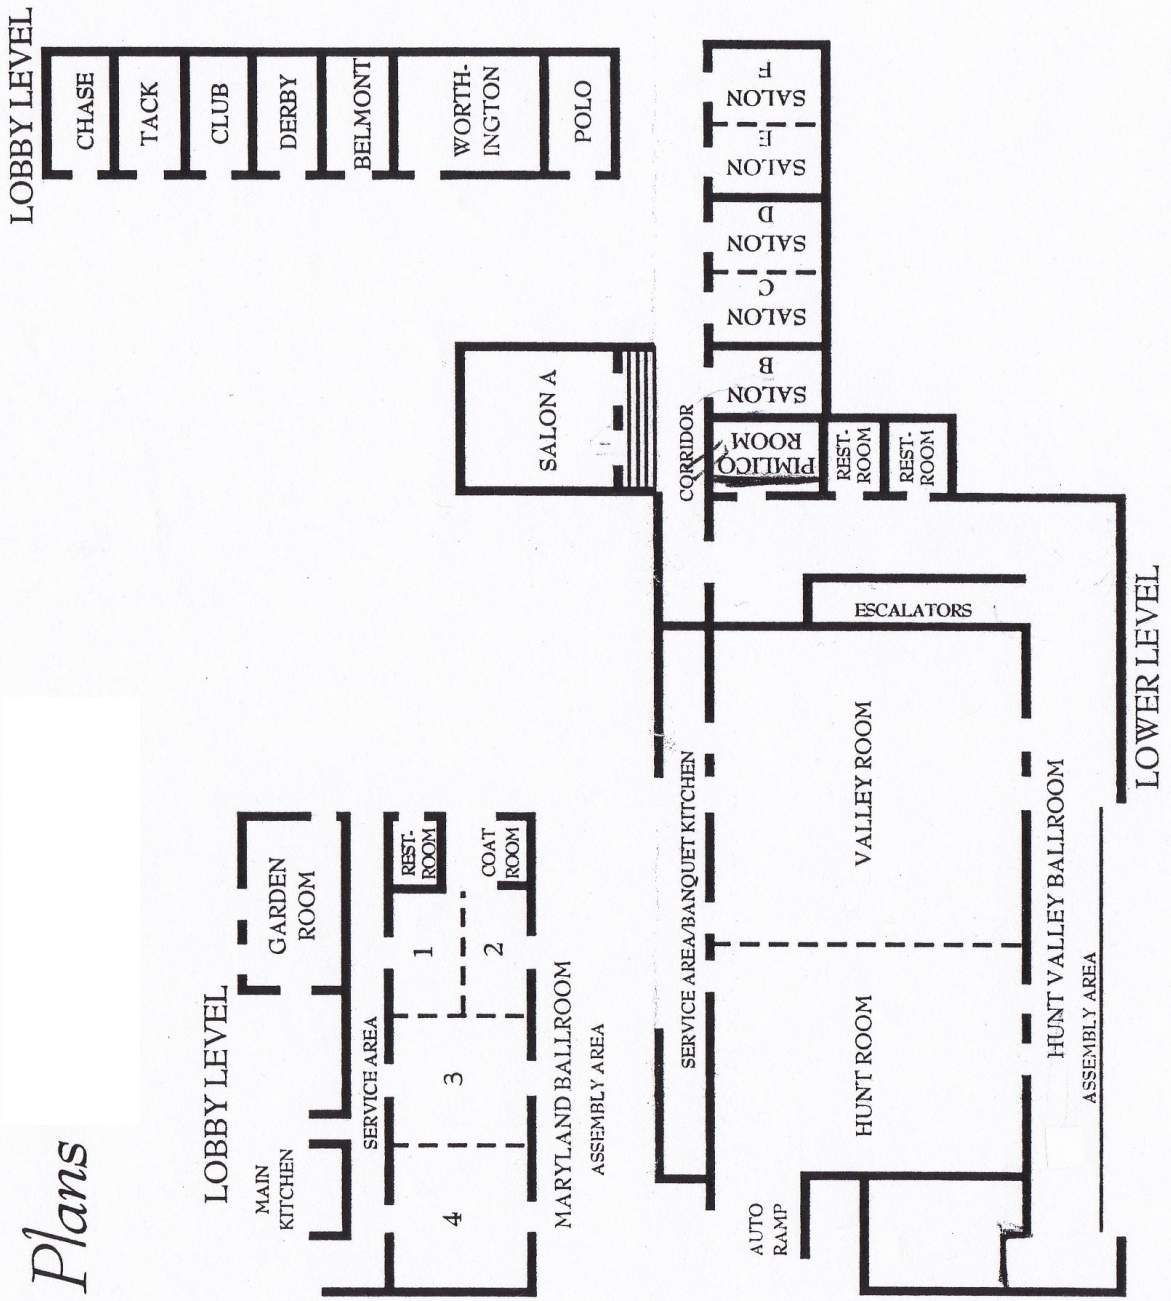 Plans
LOBBY LEVEL
CHASE
TACK
CLUB
DERBY
BELMONT
WORTH-
INGTON
POLO
LOBBY LEVEL
MAIN
KITCHEN
GARDEN
ROOM
SERVICE AREA
REST-
ROOM
COAT
ROOM
1
2
3
4
MARYLAND BALLROOM
ASSEMBLY AREA
SALON A
CORRIDOR
SALON
F
SALON
E
SALON
D
SALON
C
SALON
B
PIMLICO
ROOM
REST-
ROOM
REST-
ROOM
ESCALATORS
SERVICE AREA/BANQUET KITCHEN
VALLEY ROOM
HUNT ROOM
AUTO
RAMP
HUNT VALLEY BALLROOM
ASSEMBLY AREA
LOWER LEVEL